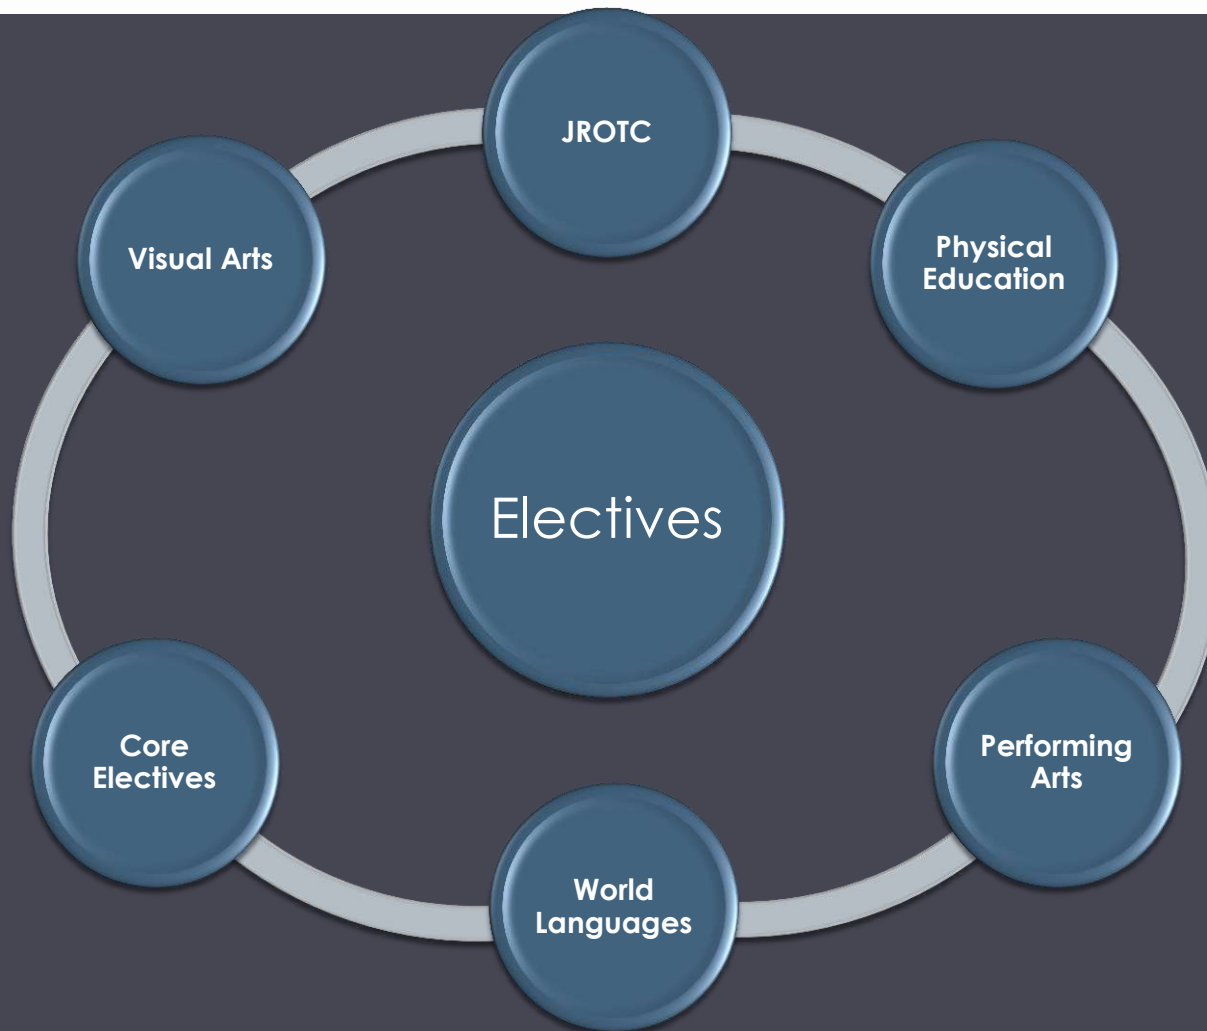 JROTC
Visual Arts
Physical
Education
Electives
Core
Electives
Performing
Arts
World
Languages